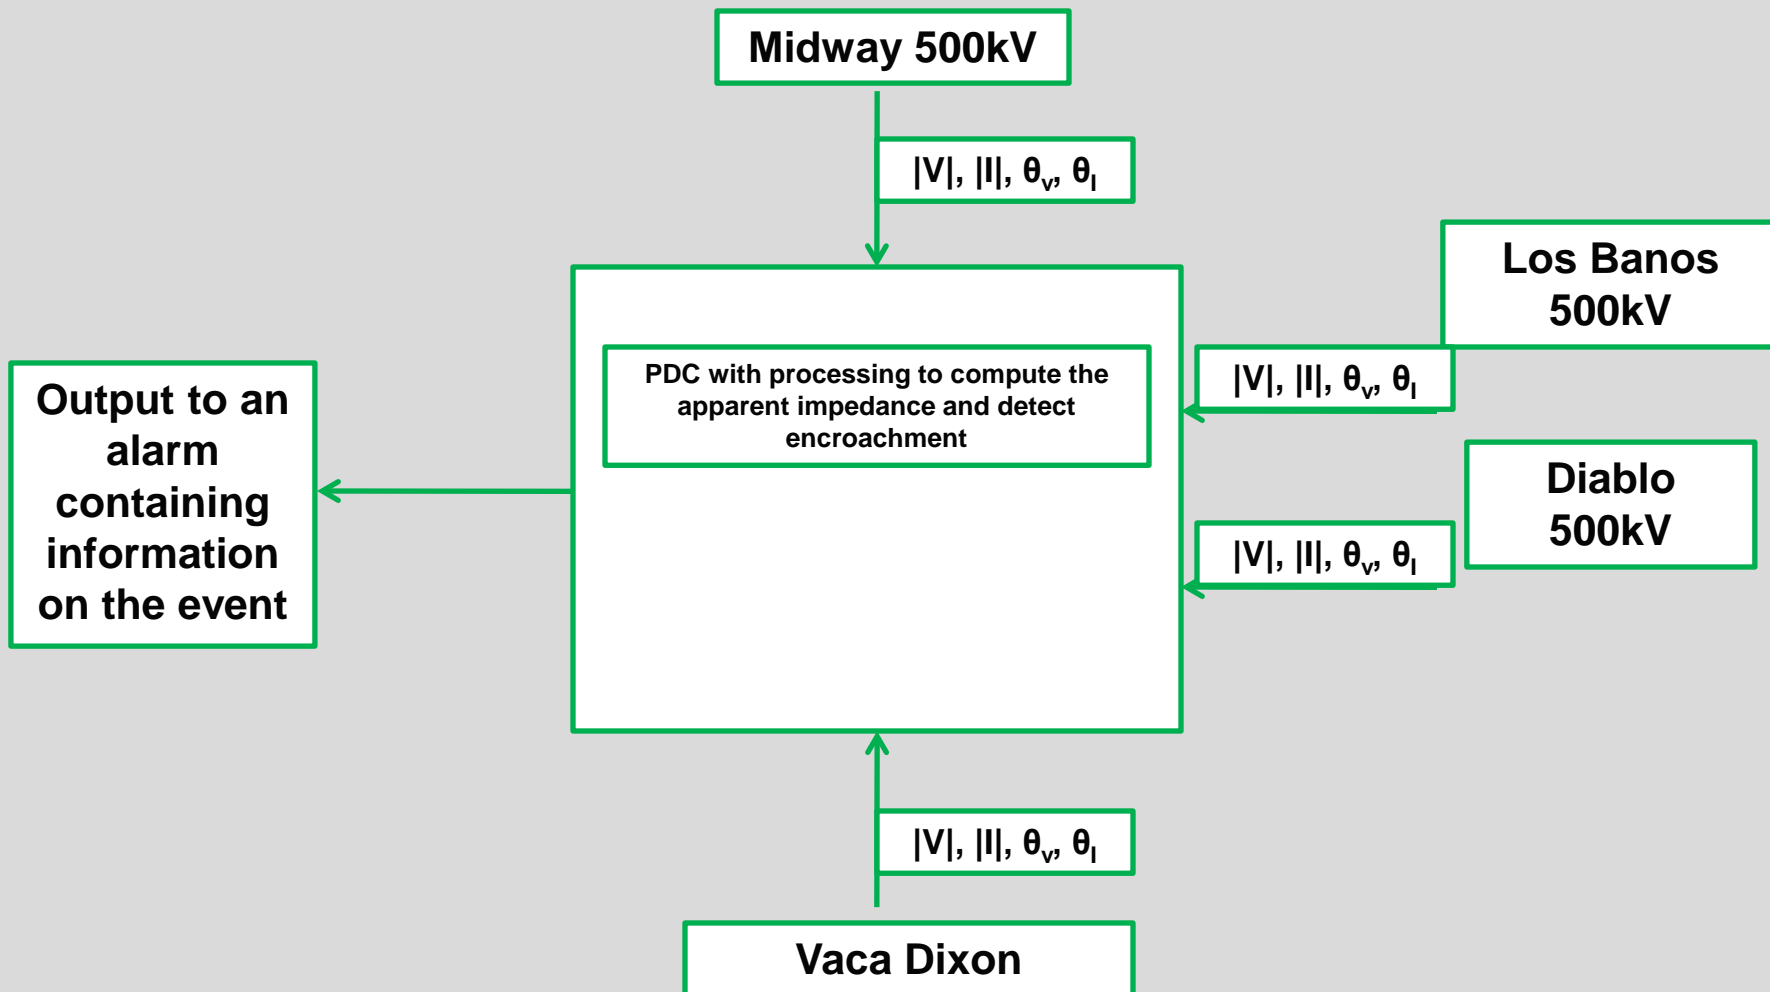 Midway 500kV
|V|, |I|, θv, θI
Los Banos
500kV
|V|, |I|, θv, θI
PDC with processing to compute the
apparent impedance and detect
encroachment
Output to an
alarm
containing
information
on the event
Diablo
500kV
|V|, |I|, θv, θI
|V|, |I|, θv, θI
Vaca Dixon